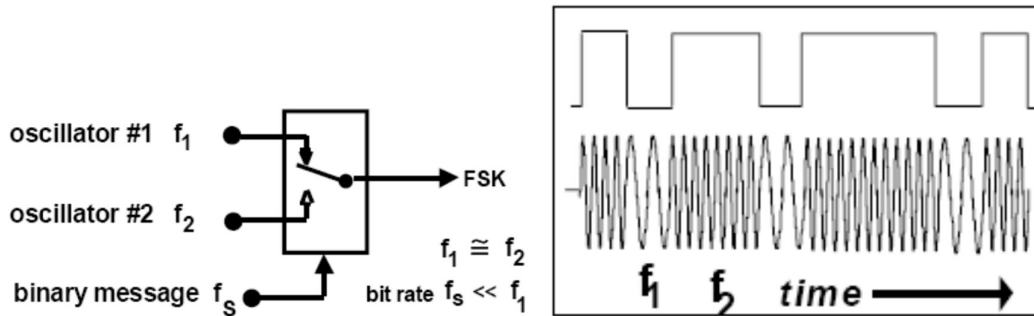 oscillator #1 f₁
FSK
oscillator #2 f₂
f₁ ≅ f₂
binary message fₛ
bit rate fₛ << f₁
f₁ f₂ time